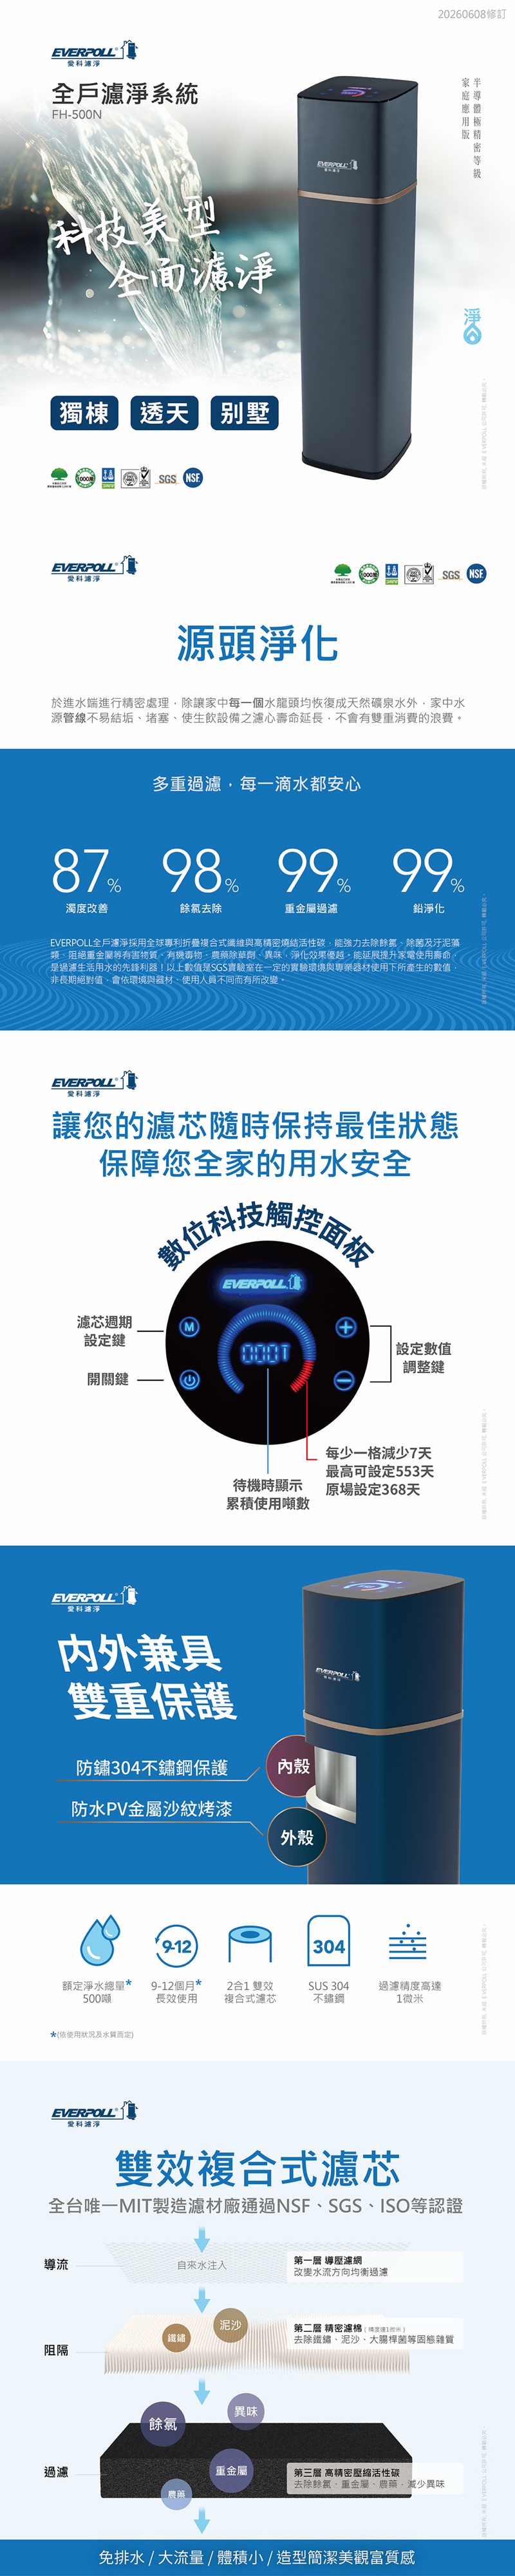 20260608修訂
EVERPOLL®
愛科濾淨
全戶濾淨系統
FH-500N
半導體極精密等級
家庭應用版
EVERPOLL
愛科濾淨
科技美型
全面濾淨
淨
獨棟
透天
別墅
1000萬
SGS
NSF
EVERPOLL®
愛科濾淨
1000萬
SGS
NSF
源頭淨化
於進水端進行精密處理，除讓家中每一個水龍頭均恢復成天然礦泉水外，家中水
源管線不易結垢、堵塞、使生飲設備之濾心壽命延長，不會有雙重消費的浪費。
多重過濾，每一滴水都安心
87%
98%
99%
99%
濁度改善
餘氯去除
重金屬過濾
鉛淨化
EVERPOLL全戶濾淨採用全球專利折疊複合式纖維與高精密燒結活性碳，能強力去除餘氯、除菌及汙泥藻
類、阻絕重金屬等有害物質，有機毒物、農藥除草劑、異味、淨化效果優越。能延展提升家電使用壽命，
是過濾生活用水的先鋒利器！以上數值是SGS實驗室在一定的實驗環境與專業器材使用下所產生的數值，
非長期絕對值，會依環境與器材、使用人員不同而有所改變。
EVERPOLL®
愛科濾淨
讓您的濾芯隨時保持最佳狀態
保障您全家的用水安全
數位科技觸控面板
EVERPOLL
濾芯週期
設定鍵
M
000T
設定數值
調整鍵
開關鍵
每少一格減少7天
最高可設定553天
原場設定368天
待機時顯示
累積使用噸數
EVERPOLL®
愛科濾淨
內外兼具
雙重保護
EVERPOLL
愛科濾淨
防鏽304不鏽鋼保護
內殼
防水PV金屬沙紋烤漆
外殼
9-12
304
額定淨水總量*
500噸
9-12個月*
長效使用
2合1 雙效
複合式濾芯
SUS 304
不鏽鋼
過濾精度高達
1微米
*(依使用狀況及水質而定)
EVERPOLL®
愛科濾淨
雙效複合式濾芯
全台唯一MIT製造濾材廠通過NSF、SGS、ISO等認證
導流
自來水注入
第一層 導壓濾網
改變水流方向均衡過濾
泥沙
鐵鏽
第二層 精密濾棉（精度達1微米）
去除鐵鏽、泥沙、大腸桿菌等固態雜質
阻隔
異味
餘氯
重金屬
過濾
第三層 高精密壓縮活性碳
去除餘氯、重金屬、農藥，減少異味
農藥
免排水 / 大流量 / 體積小 / 造型簡潔美觀富質感